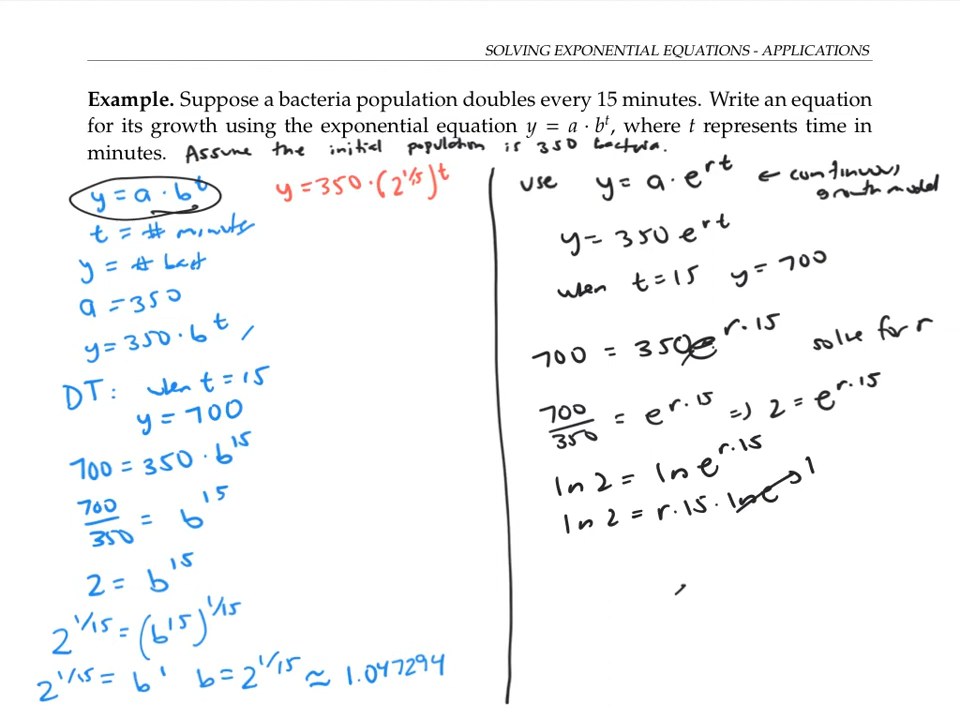 SOLVING EXPONENTIAL EQUATIONS - APPLICATIONS
Example. Suppose a bacteria population doubles every 15 minutes. Write an equation
for its growth using the exponential equation y = a · b^t, where t represents time in
minutes. Assume the initial population is 350 bacteria.
y = a · b^t
y = 350 · (2^1/15)^t
t = # minutes
y = # bact
a = 350
y = 350 · b^t
DT: when t = 15
y = 700
700 = 350 · b^15
700/350 = b^15
2 = b^15
2^1/15 = (b^15)^1/15
2^1/15 = b^1 b = 2^1/15 ≈ 1.047294
use y = a · e^rt ← continuous
growth model
y = 350 e^rt
when t = 15 y = 700
700 = 350e^r·15 solve for r
700/350 = e^r·15 ⇒ 2 = e^r·15
ln 2 = ln e^r·15
ln 2 = r · 15 · ln e → 1